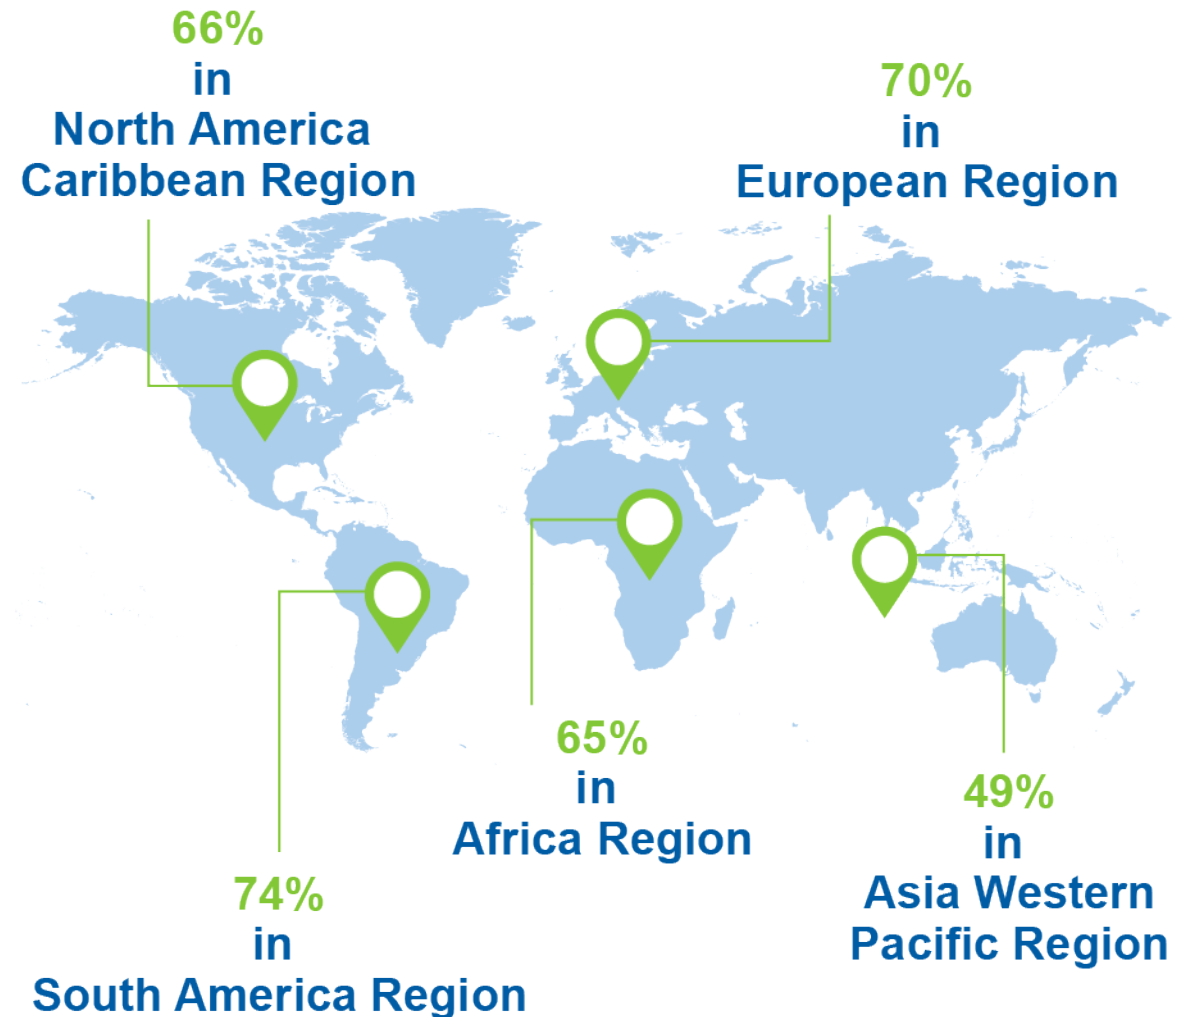 66%
in
North America
Caribbean Region
70%
in
European Region
65%
in
Africa Region
49%
in
Asia Western
Pacific Region
74%
in
South America Region